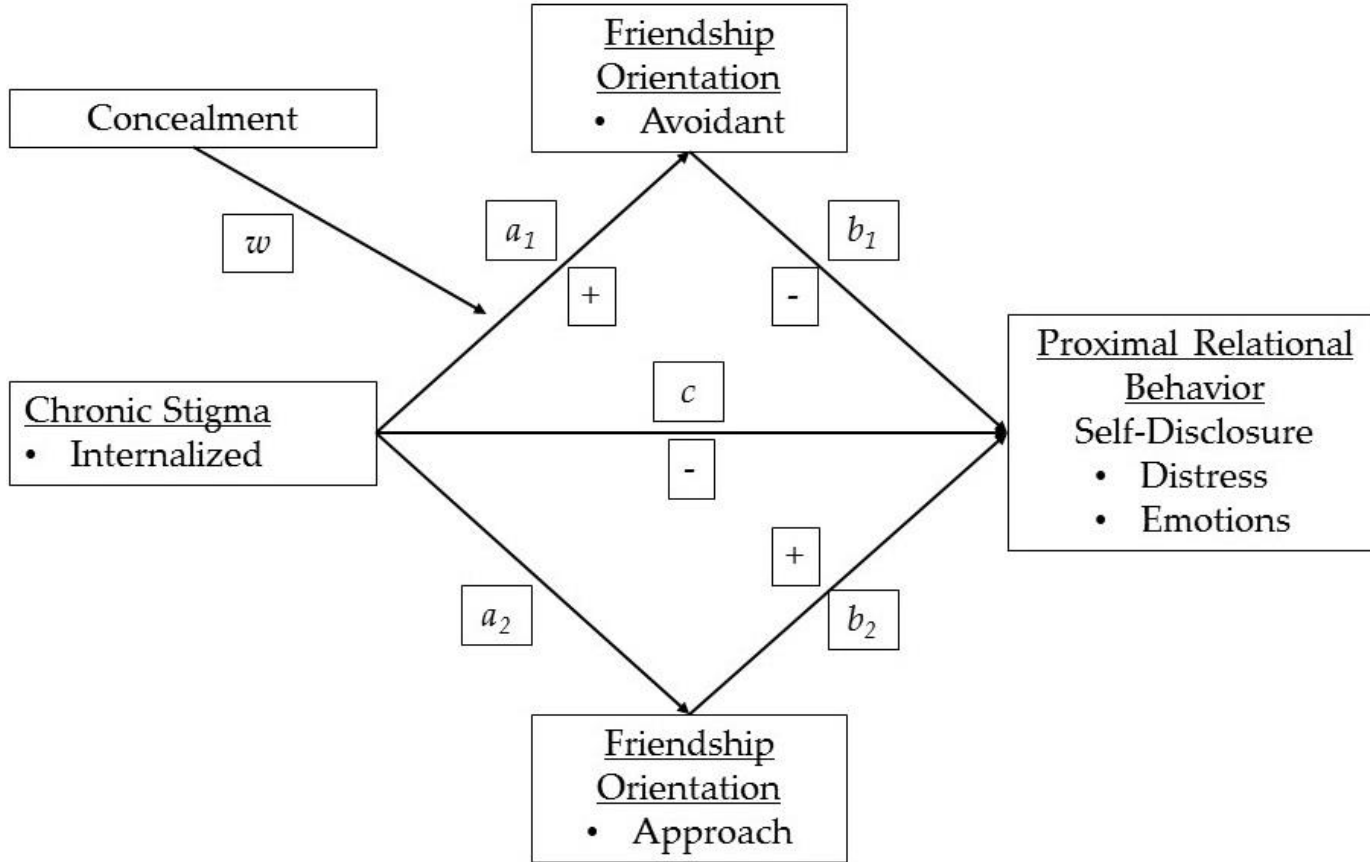 Friendship
Orientation
• Avoidant
Concealment
w
a1
b1
+
-
Chronic Stigma
• Internalized
c
-
Proximal Relational
Behavior
Self-Disclosure
• Distress
• Emotions
+
a2
b2
Friendship
Orientation
• Approach